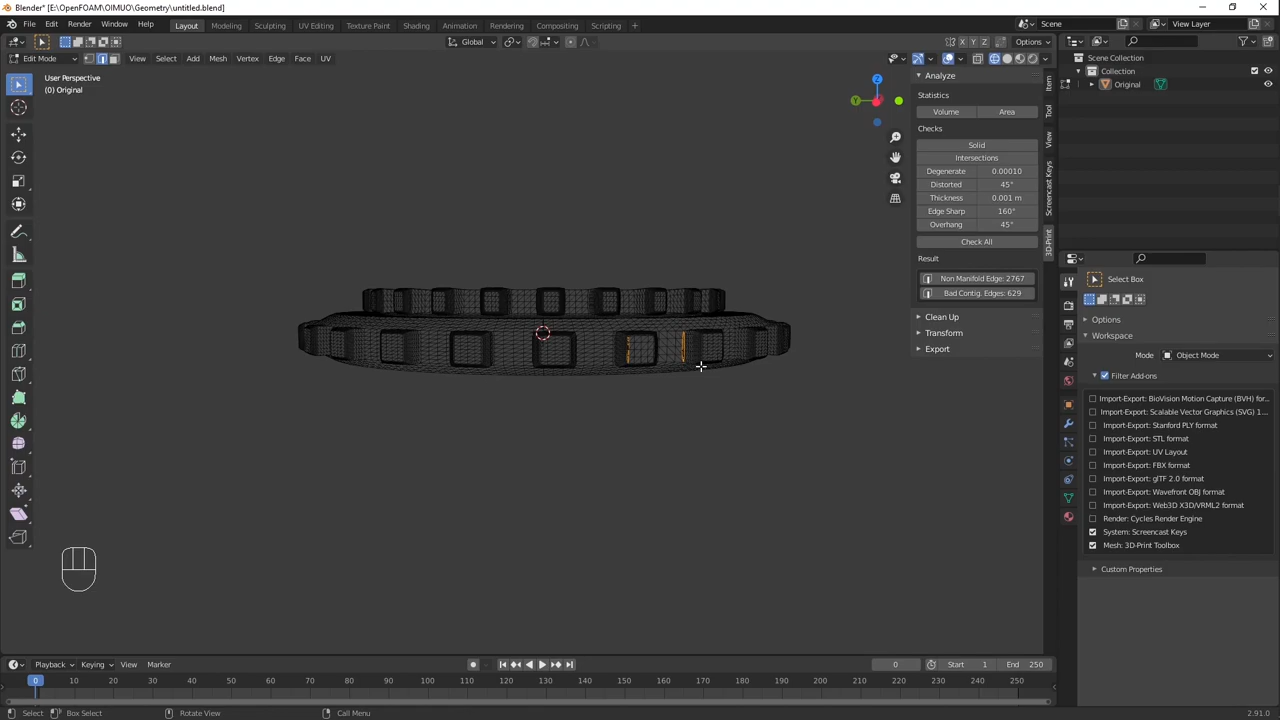 Blender* [E:\OpenFOAM\OIMUO\Geometry\untitled.blend]
File Edit Render Window Help Layout Modeling Sculpting UV Editing Texture Paint Shading Animation Rendering Compositing Scripting + Scene View Layer
Global Options
X Y Z
Edit Mode View Select Add Mesh Vertex Edge Face UV
User Perspective
(0) Original
Z
Y
Analyze
Statistics
Volume Area
Checks
Solid
Intersections
Degenerate 0.00010
Distorted 45°
Thickness 0.001 m
Edge Sharp 160°
Overhang 45°
Check All
Result
Non Manifold Edge: 2767
Bad Contig. Edges: 629
Clean Up
Transform
Export
Item
Tool
View
Screencast Keys
3D-Print
Scene Collection
Collection
Original
Select Box
Options
Workspace
Mode Object Mode
Filter Add-ons
Import-Export: BioVision Motion Capture (BVH) for...
Import-Export: Scalable Vector Graphics (SVG) 1...
Import-Export: Stanford PLY format
Import-Export: STL format
Import-Export: UV Layout
Import-Export: FBX format
Import-Export: glTF 2.0 format
Import-Export: Wavefront OBJ format
Import-Export: Web3D X3D/VRML2 format
Render: Cycles Render Engine
System: Screencast Keys
Mesh: 3D-Print Toolbox
Custom Properties
Playback Keying View Marker 0 Start 1 End 250
0 10 20 30 40 50 60 70 80 90 100 110 120 130 140 150 160 170 180 190 200 210 220 230 240 250
Select Box Select Rotate View Call Menu 2.91.0